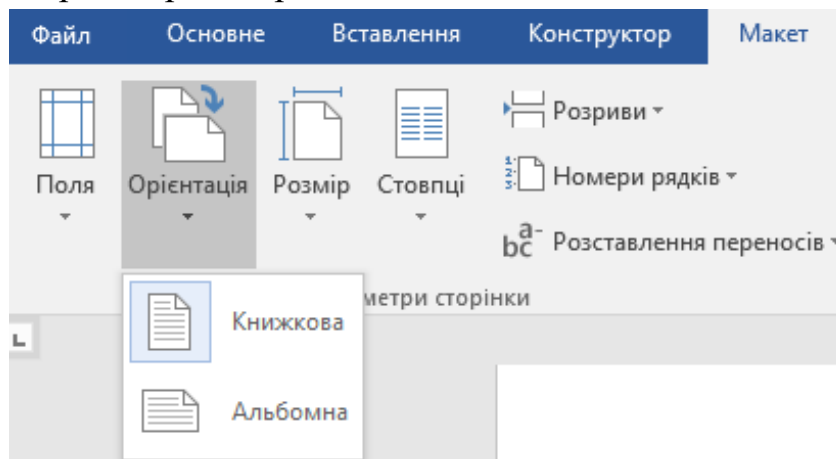 Файл Основне Вставлення Конструктор Макет
Поля Орієнтація Розмір Стовпці
Розриви
Номери рядків
Розставлення переносів
метри сторінки
Книжкова
Альбомна